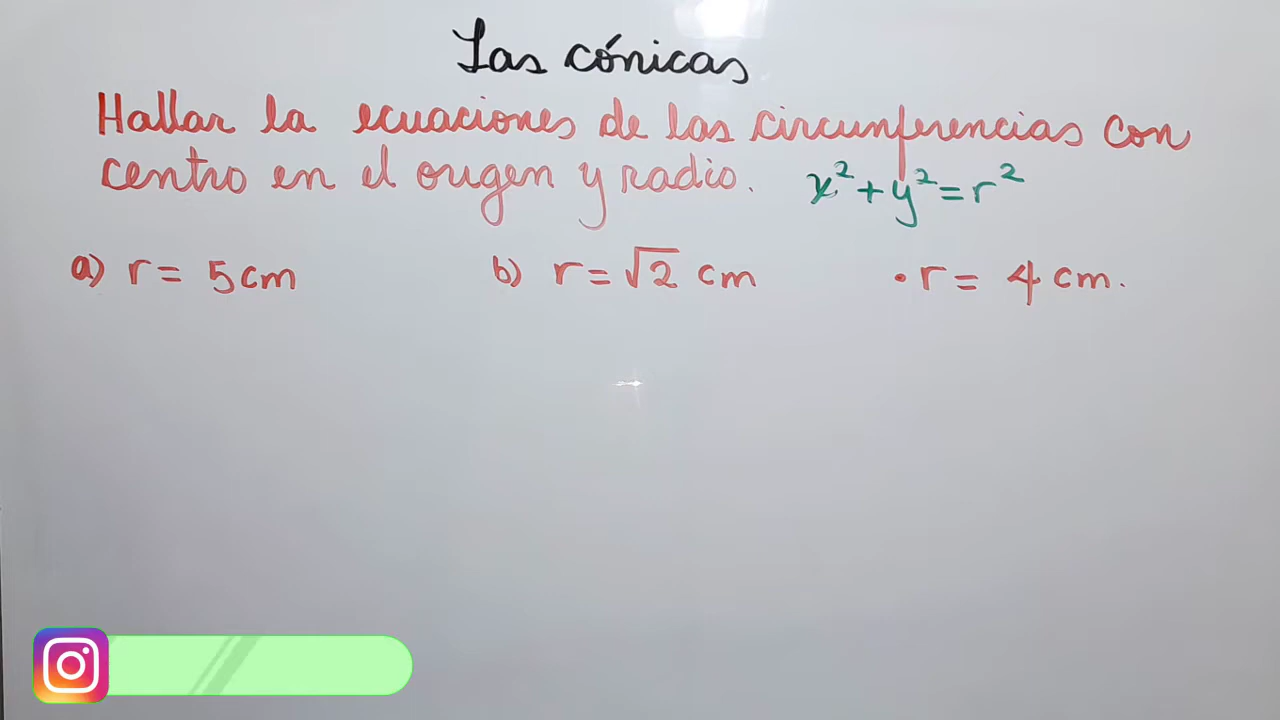 Las cónicas
Hallar la ecuaciones de las circunferencias con
centro en el origen y radio. x²+y²=r²
a) r= 5cm b) r=√2 cm •r= 4 cm.